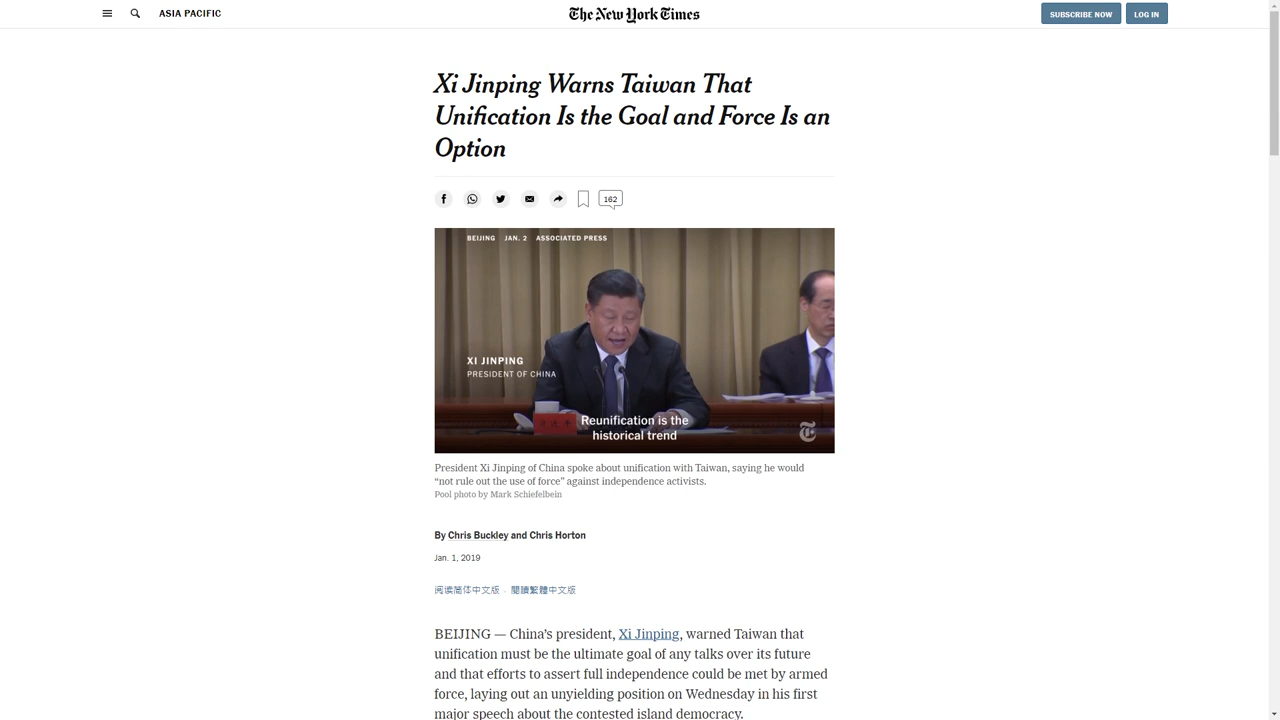 ASIA PACIFIC
The New York Times
SUBSCRIBE NOW
LOG IN
Xi Jinping Warns Taiwan That
Unification Is the Goal and Force Is an
Option
162
BEIJING JAN. 2 ASSOCIATED PRESS
XI JINPING
PRESIDENT OF CHINA
Reunification is the
historical trend
President Xi Jinping of China spoke about unification with Taiwan, saying he would
“not rule out the use of force” against independence activists.
Pool photo by Mark Schiefelbein
By Chris Buckley and Chris Horton
Jan. 1, 2019
阅读简体中文版 · 閱讀繁體中文版
BEIJING — China’s president, Xi Jinping, warned Taiwan that
unification must be the ultimate goal of any talks over its future
and that efforts to assert full independence could be met by armed
force, laying out an unyielding position on Wednesday in his first
major speech about the contested island democracy.